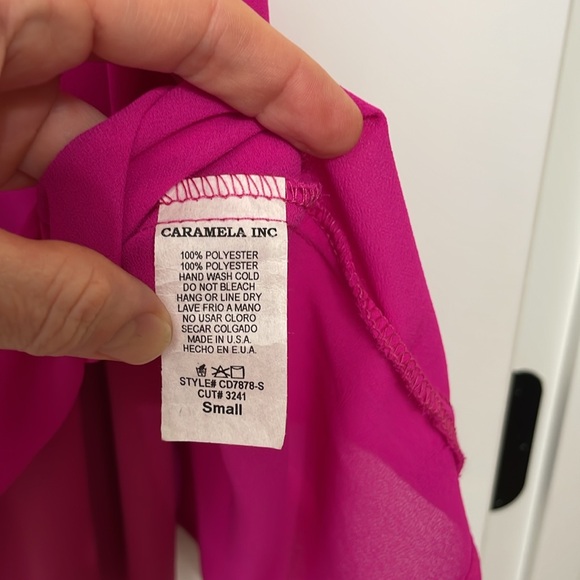 CARAMELA INC
100% POLYESTER
100% POLYESTER
HAND WASH COLD
DO NOT BLEACH
HANG OR LINE DRY
LAVE FRIO A MANO
NO USAR CLORO
SECAR COLGADO
MADE IN U.S.A.
HECHO EN E.U.A.
STYLE# CD7878-S
CUT# 3241
Small